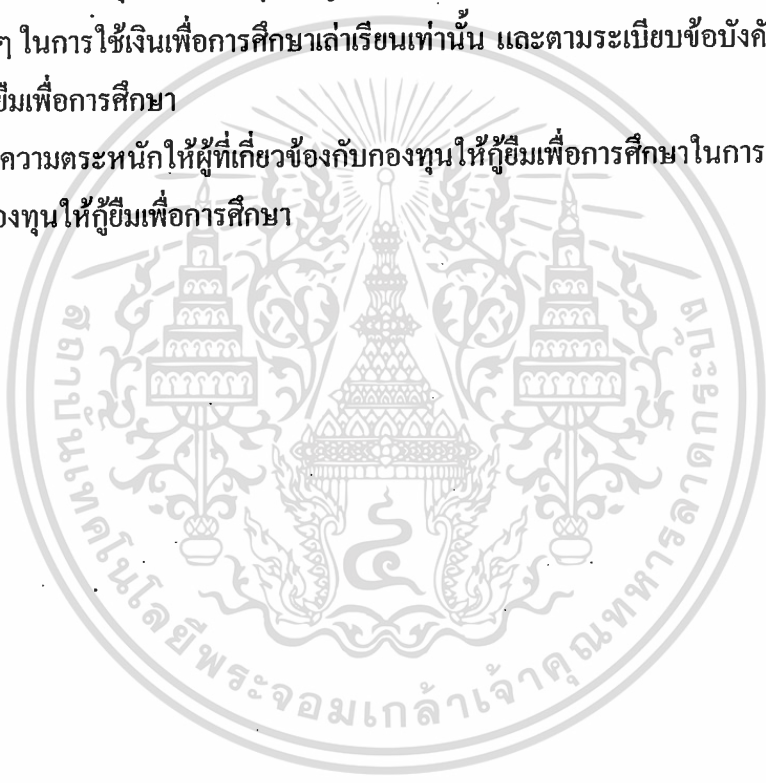 ๆ ในการใช้เงินเพื่อการศึกษาเล่าเรียนเท่านั้น และตามระเบียบข้อบังคั
ยืมเพื่อการศึกษา
ความตระหนักให้ผู้ที่เกี่ยวข้องกับกองทุนให้กู้ยืมเพื่อการศึกษาในการ
องทุนให้กู้ยืมเพื่อการศึกษา
สถาบันเทคโนโลยีพระจอมเกล้าเจ้าคุณทหารลาดกระบัง